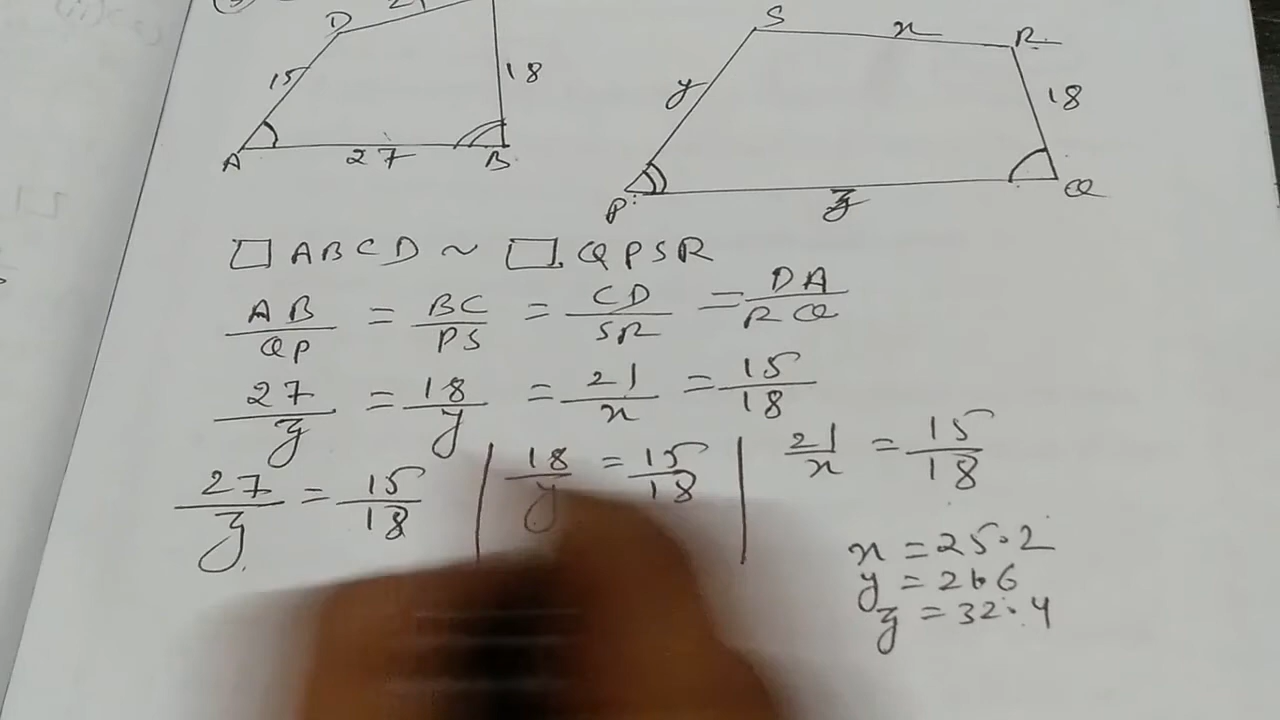 D
21
S
x
R
15
18
y
18
A
27
B
P
z
Q
□ ABCD ~ □ QPSR
AB/QP = BC/PS = CD/SR = DA/RQ
27/z = 18/y = 21/x = 15/18
27/z = 15/18 | 18/y = 15/18 | 21/x = 15/18
x = 25.2
y = 21.6
z = 32.4